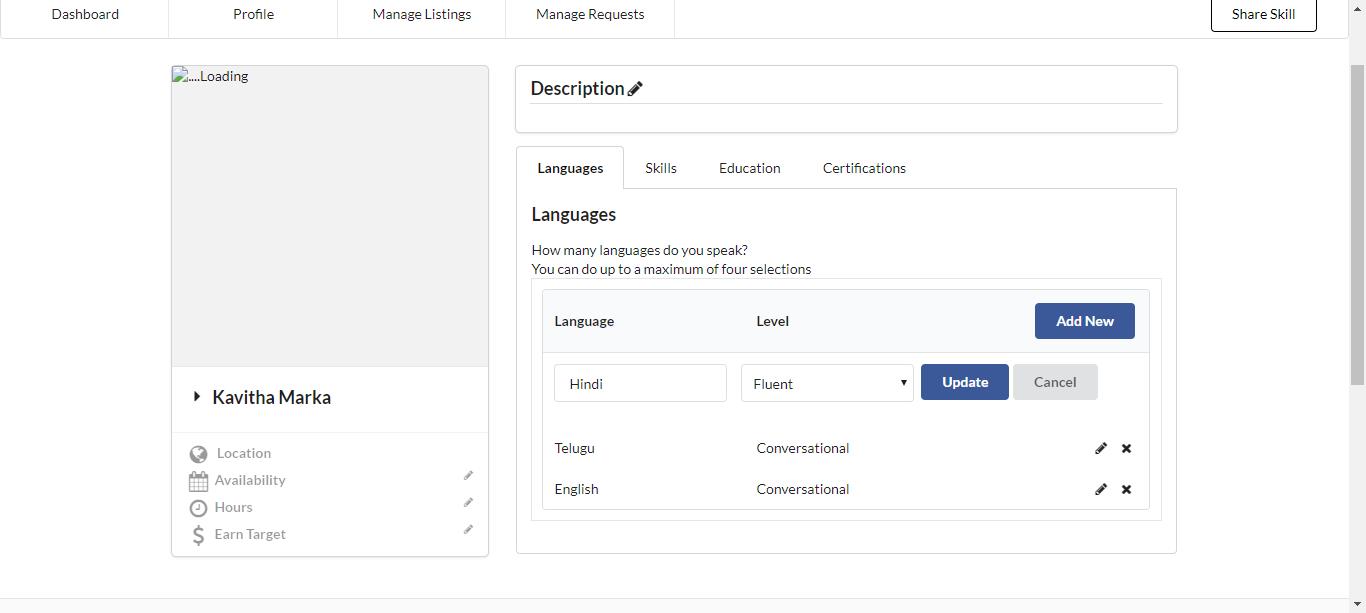 Dashboard Profile Manage Listings Manage Requests Share Skill
....Loading
Kavitha Marka
Location
Availability
Hours
Earn Target
Description
Languages Skills Education Certifications
Languages
How many languages do you speak?
You can do up to a maximum of four selections
Language Level Add New
Hindi Fluent Update Cancel
Telugu Conversational
English Conversational